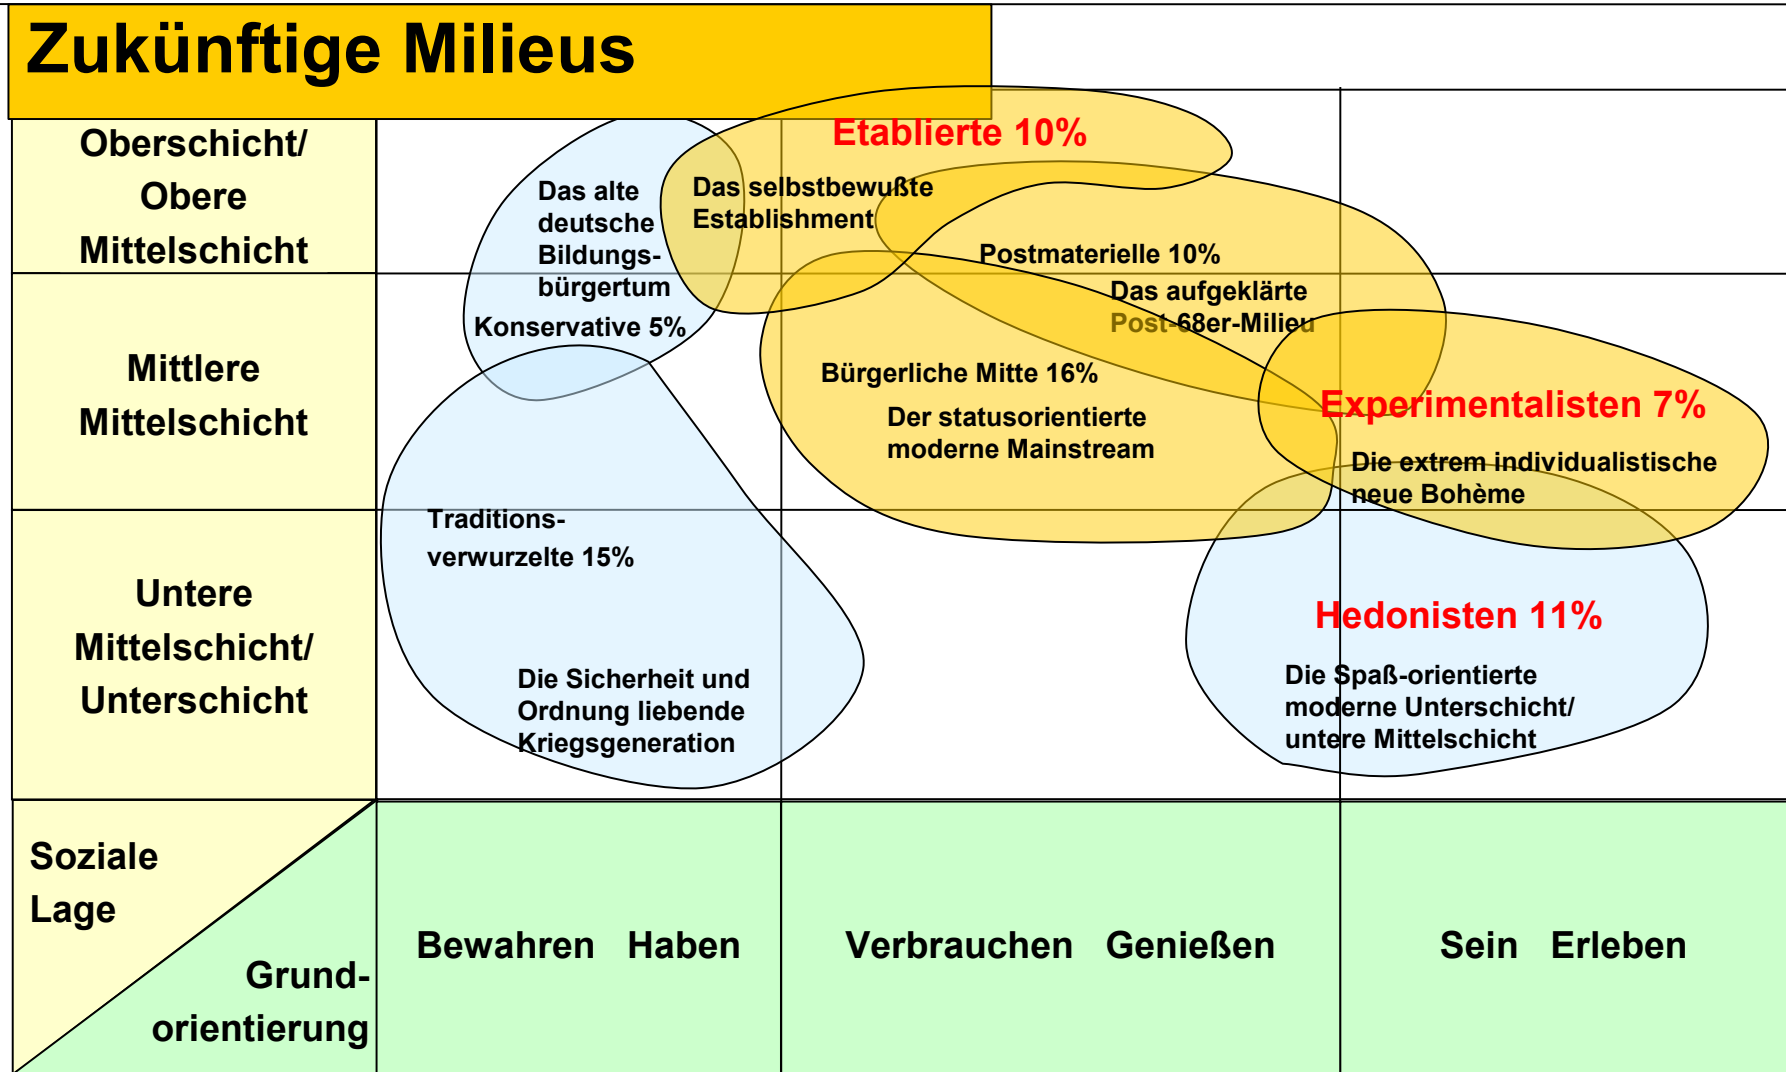 Zukünftige Milieus
Oberschicht/
Obere
Mittelschicht
Etablierte 10%
Das selbstbewußte
Establishment
Das alte
deutsche
Bildungs-
bürgertum
Konservative 5%
Postmaterielle 10%
Das aufgeklärte
Post-68er-Milieu
Mittlere
Mittelschicht
Bürgerliche Mitte 16%
Der statusorientierte
moderne Mainstream
Experimentalisten 7%
Die extrem individualistische
neue Bohème
Untere
Mittelschicht/
Unterschicht
Traditions-
verwurzelte 15%
Die Sicherheit und
Ordnung liebende
Kriegsgeneration
Hedonisten 11%
Die Spaß-orientierte
moderne Unterschicht/
untere Mittelschicht
Soziale
Lage
Grund-
orientierung
Bewahren Haben
Verbrauchen Genießen
Sein Erleben